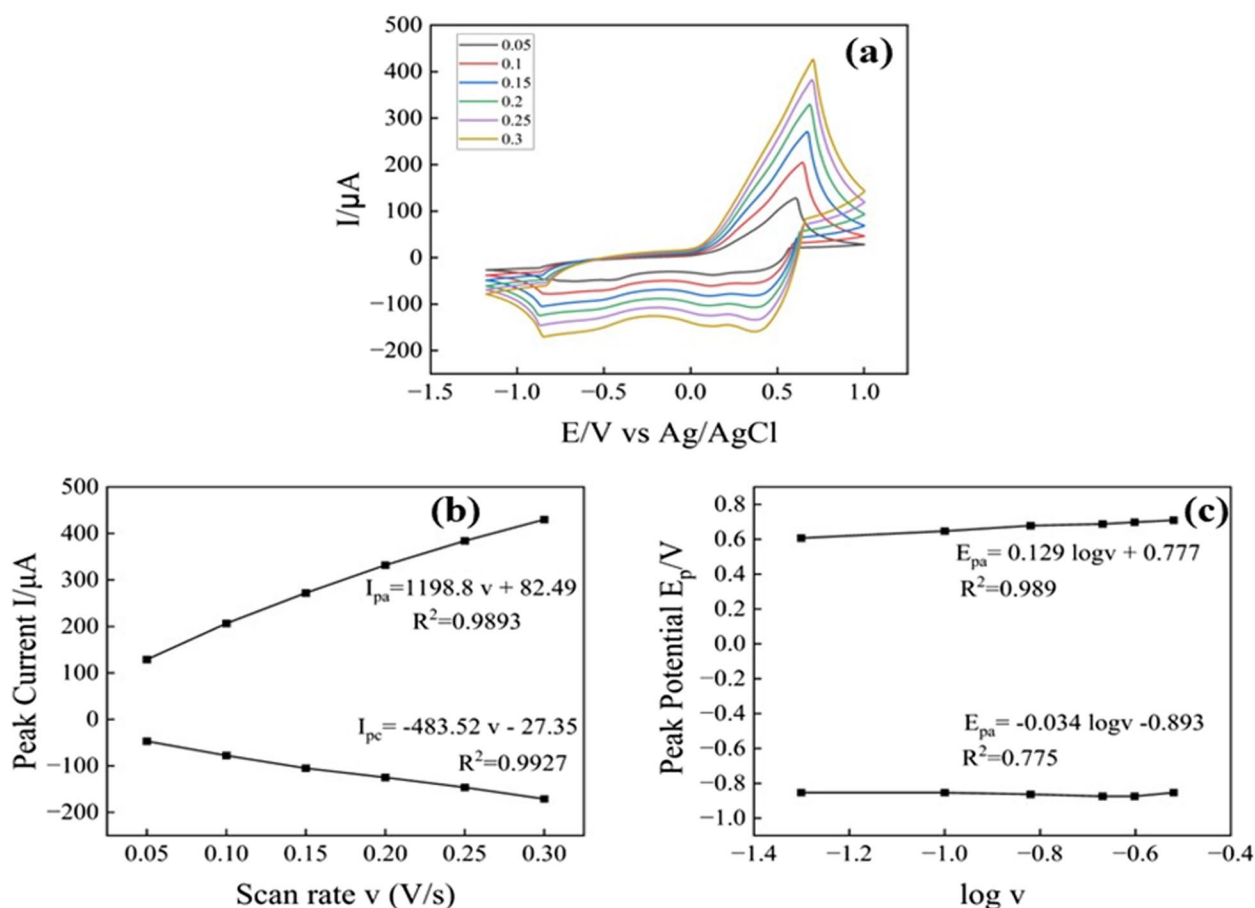 (a)
500
400
300
200
100
0
−100
−200
I/μA
0.05
0.1
0.15
0.2
0.25
0.3
−1.5 −1.0 −0.5 0.0 0.5 1.0
E/V vs Ag/AgCl
(b)
500
400
300
200
100
0
−100
−200
Peak Current I/μA
I_pa=1198.8 v + 82.49
R²=0.9893
I_pc= -483.52 v - 27.35
R²=0.9927
0.05 0.10 0.15 0.20 0.25 0.30
Scan rate v (V/s)
(c)
0.8
0.6
0.4
0.2
0.0
−0.2
−0.4
−0.6
−0.8
−1.0
Peak Potential E_p/V
E_pa= 0.129 logv + 0.777
R²=0.989
E_pa= -0.034 logv -0.893
R²=0.775
−1.4 −1.2 −1.0 −0.8 −0.6 −0.4
log v